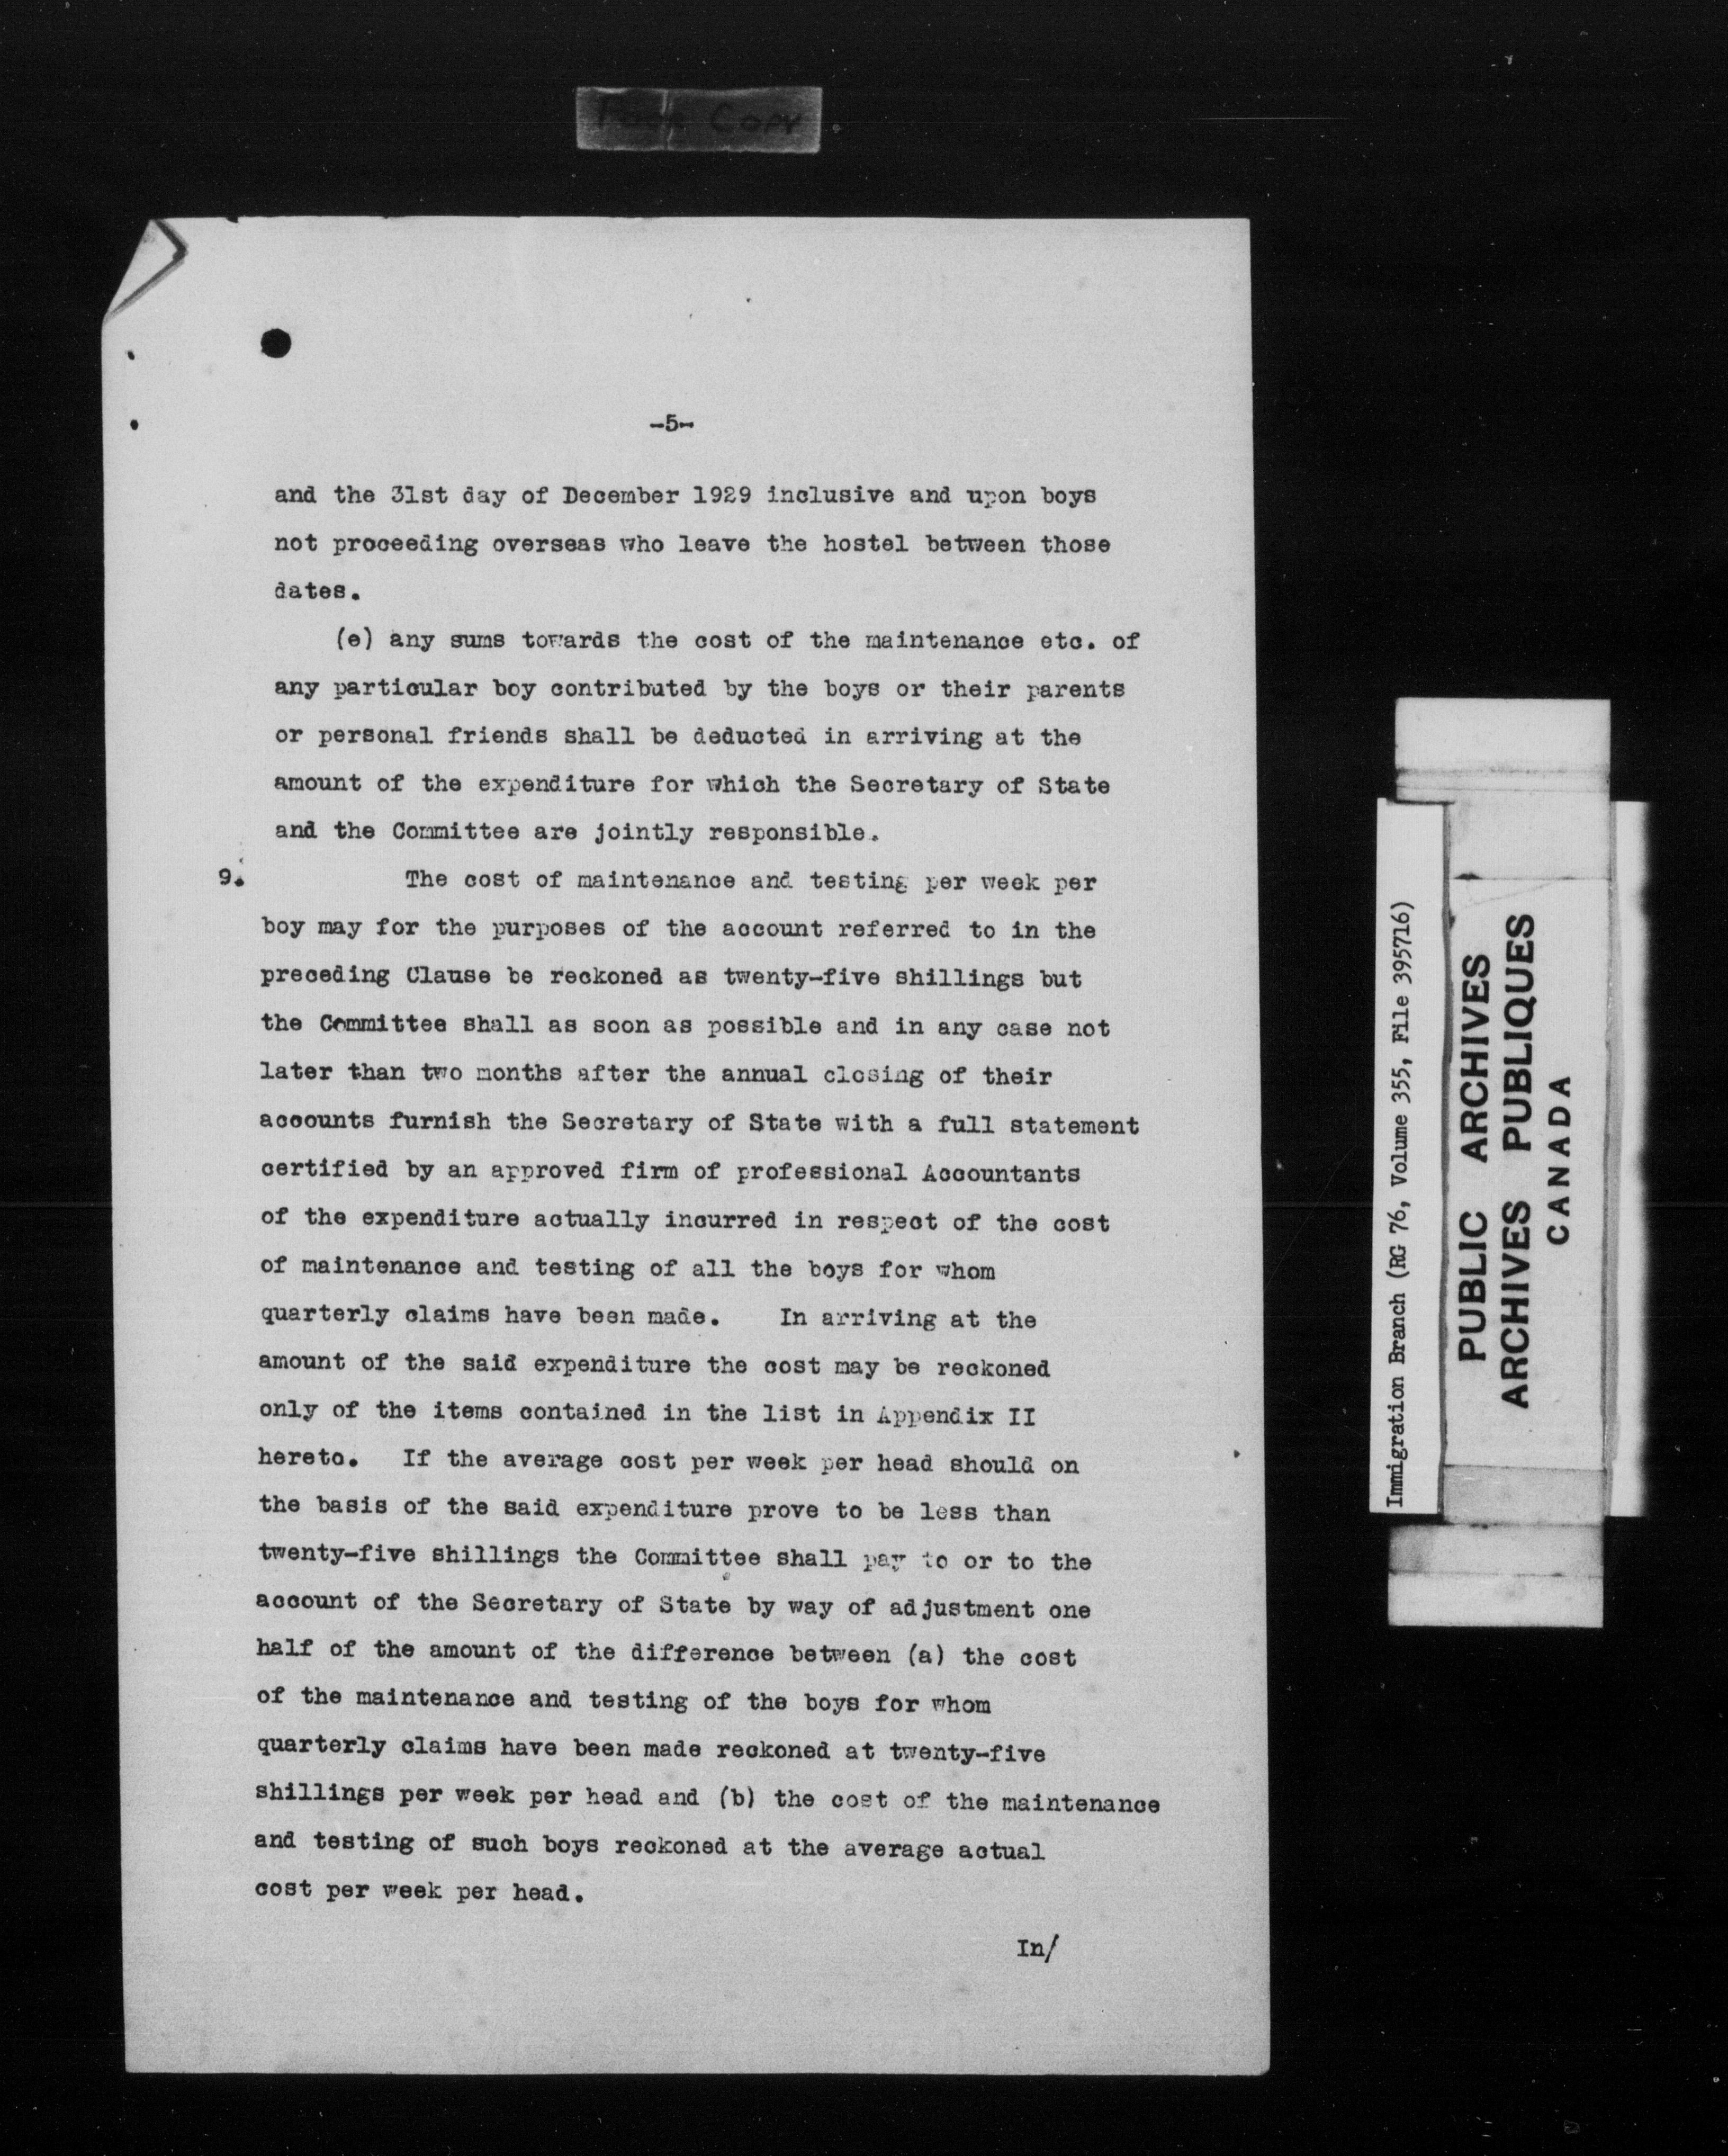 Copy
-5-
and the 31st day of December 1929 inclusive and upon boys
not proceeding overseas who leave the hostel between those
dates.
(e) any sums towards the cost of the maintenance etc. of
any particular boy contributed by the boys or their parents
or personal friends shall be deducted in arriving at the
amount of the expenditure for which the Secretary of State
and the Committee are jointly responsible.
9. The cost of maintenance and testing per week per
boy may for the purposes of the account referred to in the
preceding Clause be reckoned as twenty-five shillings but
the Committee shall as soon as possible and in any case not
later than two months after the annual closing of their
accounts furnish the Secretary of State with a full statement
certified by an approved firm of professional Accountants
of the expenditure actually incurred in respect of the cost
of maintenance and testing of all the boys for whom
quarterly claims have been made. In arriving at the
amount of the said expenditure the cost may be reckoned
only of the items contained in the list in Appendix II
hereto. If the average cost per week per head should on
the basis of the said expenditure prove to be less than
twenty-five shillings the Committee shall pay to or to the
account of the Secretary of State by way of adjustment one
half of the amount of the difference between (a) the cost
of the maintenance and testing of the boys for whom
quarterly claims have been made reckoned at twenty-five
shillings per week per head and (b) the cost of the maintenance
and testing of such boys reckoned at the average actual
cost per week per head.
In/
Immigration Branch (RG 76, Volume 355, File 395716)
PUBLIC ARCHIVES
ARCHIVES PUBLIQUES
CANADA